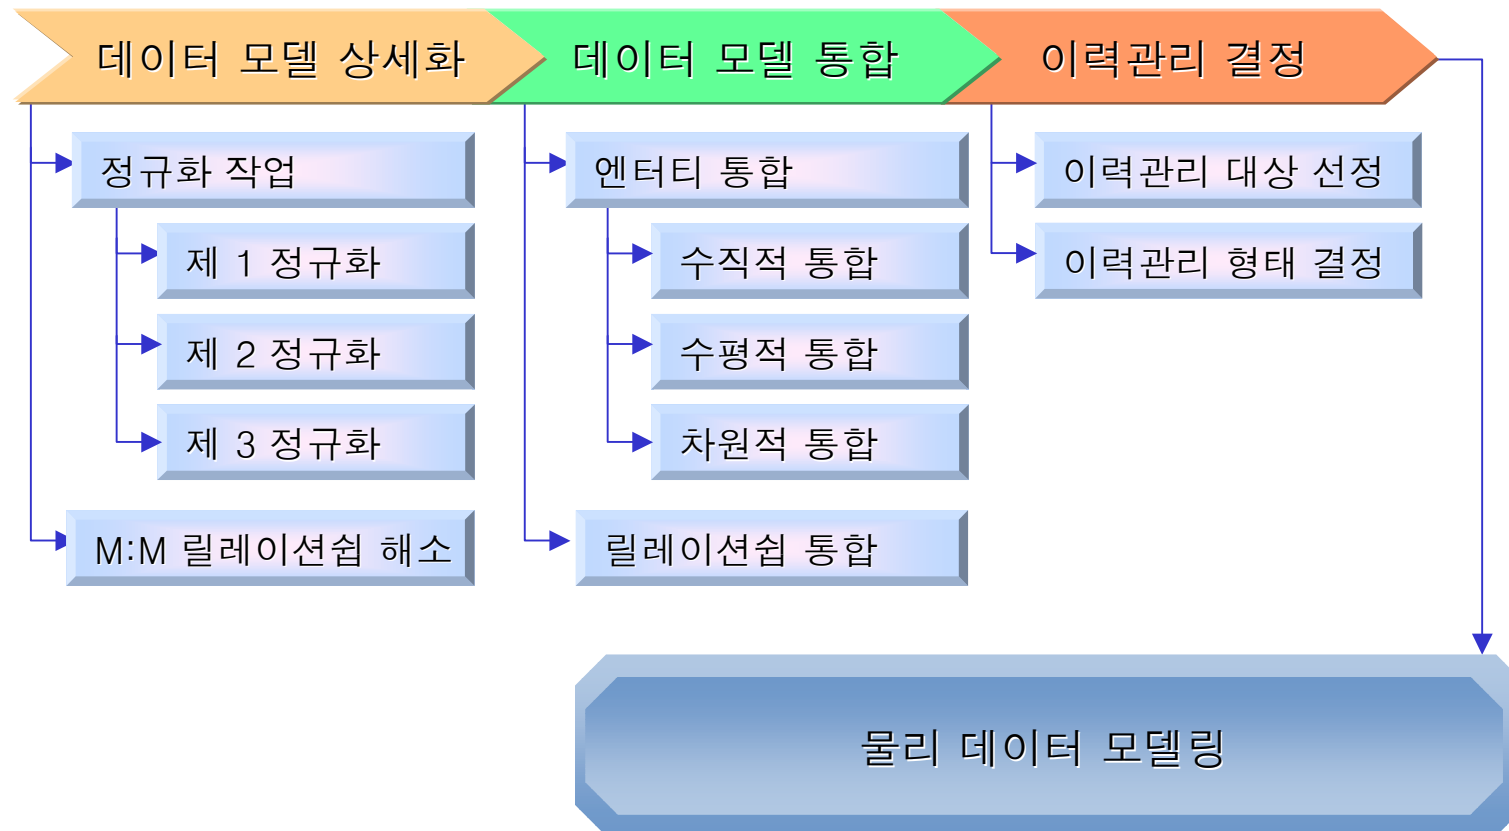 데이터 모델 상세화
데이터 모델 통합
이력관리 결정
정규화 작업
제 1 정규화
제 2 정규화
제 3 정규화
M:M 릴레이션쉽 해소
엔터티 통합
수직적 통합
수평적 통합
차원적 통합
릴레이션쉽 통합
이력관리 대상 선정
이력관리 형태 결정
물리 데이터 모델링